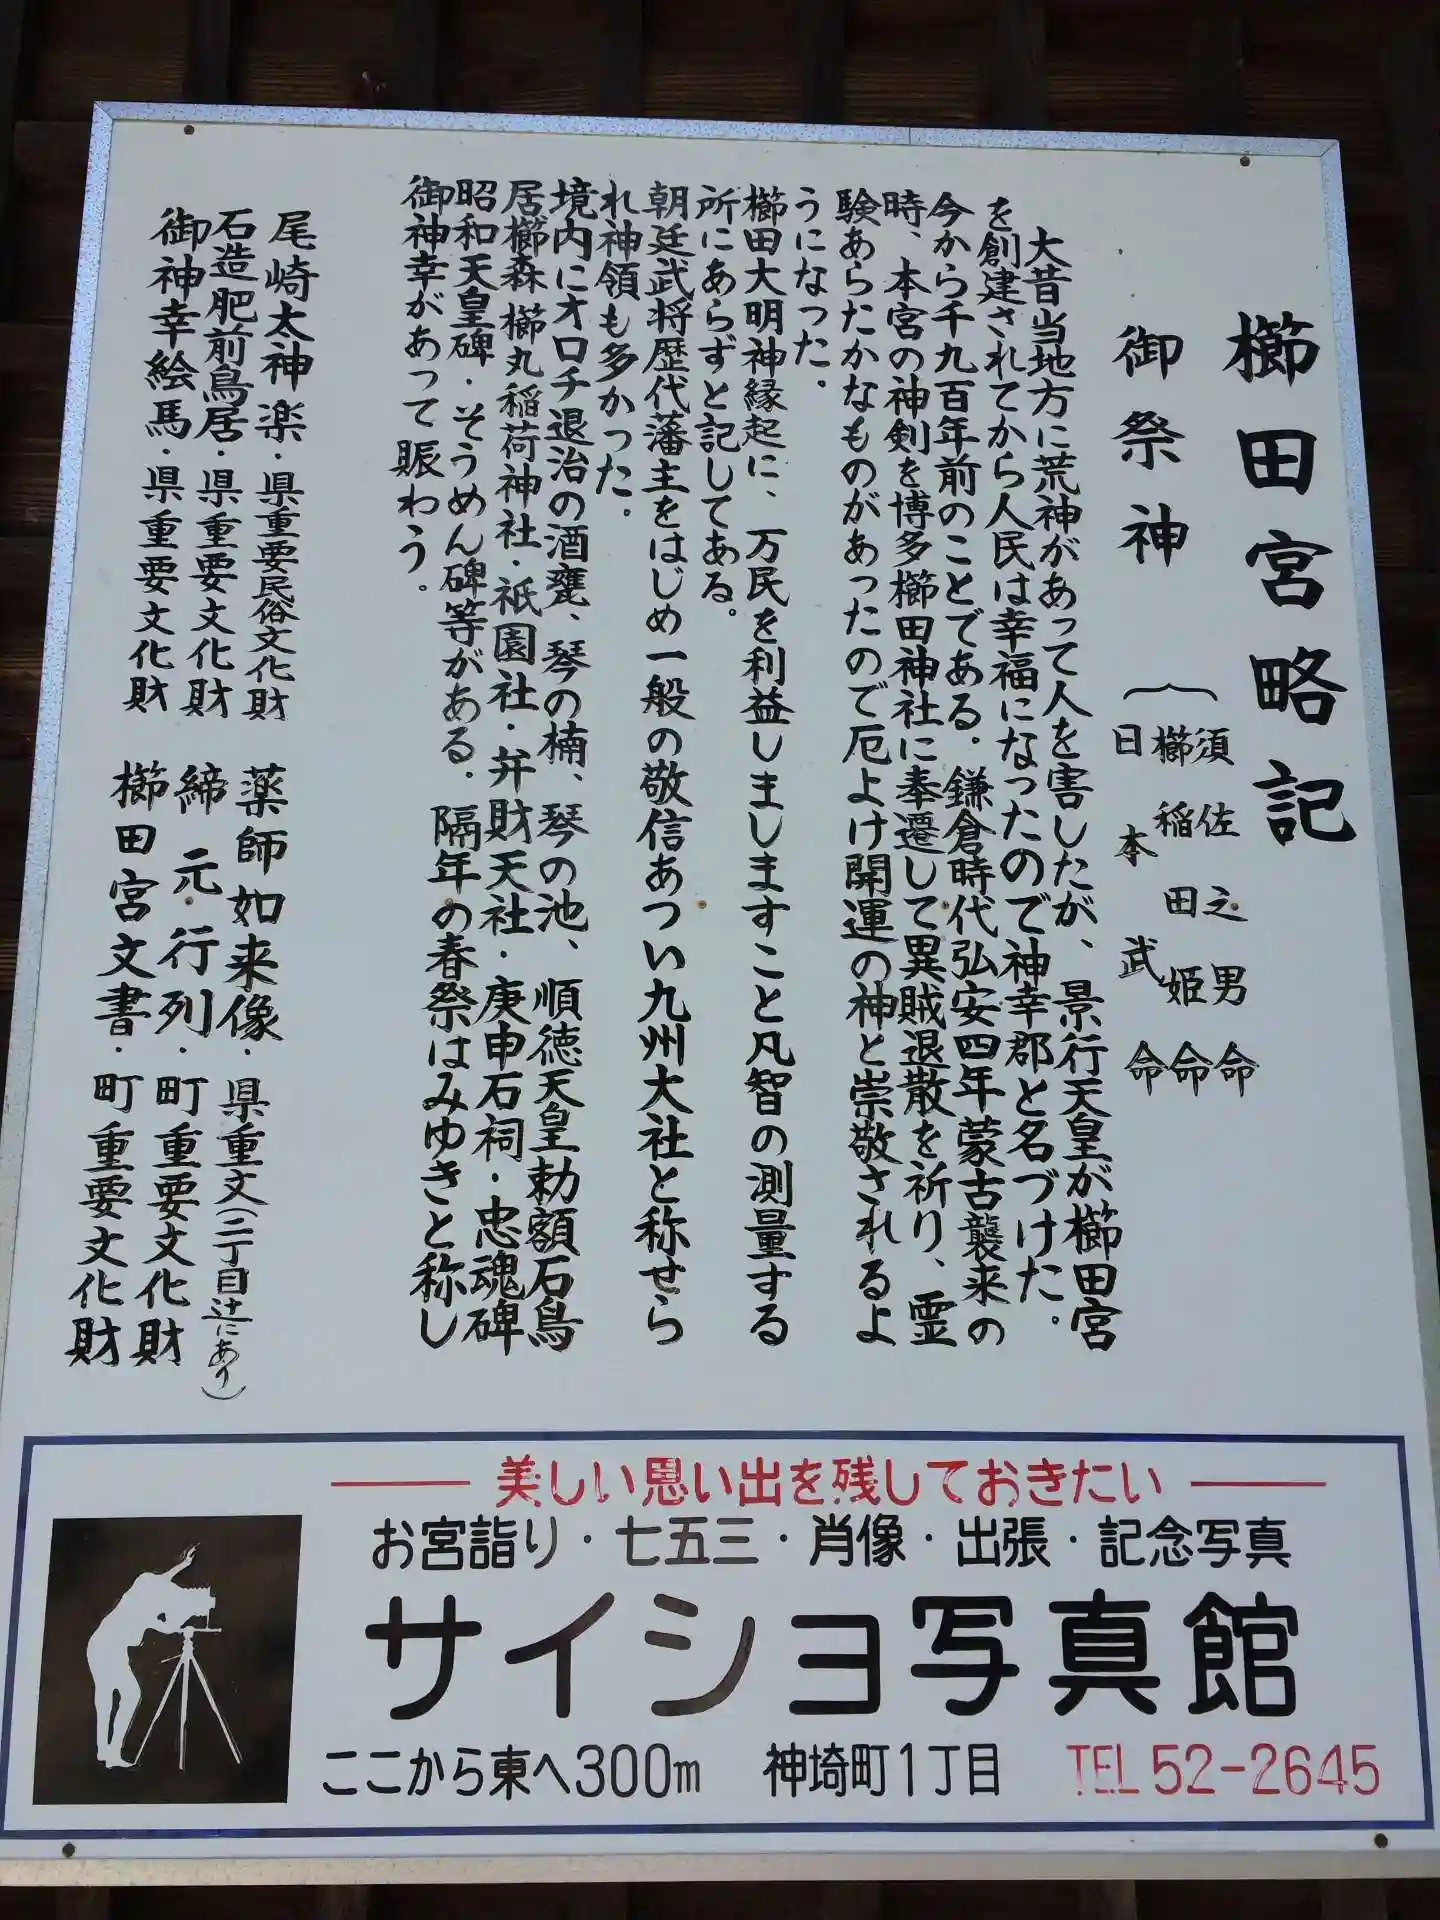 櫛田宮略記
御祭神
須佐之男命
櫛稲田姫命
日本武命
大昔当地方に荒神があって人を害したが、景行天皇が櫛田宮
を創建されてから人民は幸福になったので神幸郡と名づけた。
今から千九百年前のことである。鎌倉時代弘安四年蒙古襲来の
時、本宮の神剣を博多櫛田神社に奉遷して異賊退散を祈り、霊
験あらたかなものがあったので厄よけ開運の神と崇敬されるよ
うになった。
櫛田大明神縁起に、万民を利益しましますこと凡智の測量する
所にあらずと記してある。
朝廷武将歴代藩主をはじめ一般の敬信あつい九州大社と称せら
れ神領も多かった。
境内にオロチ退治の酒甕、琴の楠、琴の池、順徳天皇勅額石鳥
居櫛森櫛丸稲荷神社・祇園社・弁財天社・庚申石祠・忠魂碑
昭和天皇碑・そうめん碑等がある。隔年の春祭はみゆきと称し
御神幸があって賑わう。
尾崎太神楽・県重要民俗文化財
石造肥前鳥居・県重要文化財
御神幸絵馬・県重要文化財
薬師如来像・県重文(二丁目辻にあり)
締元行列・町重要文化財
櫛田宮文書・町重要文化財
美しい思い出を残しておきたい
お宮詣り・七五三・肖像・出張・記念写真
サイショ写真館
ここから東へ300m 神埼町1丁目 TEL52-2645